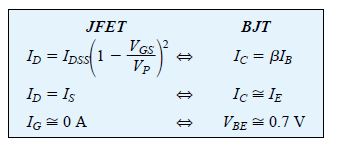 JFET BJT
I_D = I_DSS(1 − V_GS/V_P)² ⇔ I_C = βI_B
I_D = I_S ⇔ I_C ≅ I_E
I_G ≅ 0 A ⇔ V_BE ≅ 0.7 V